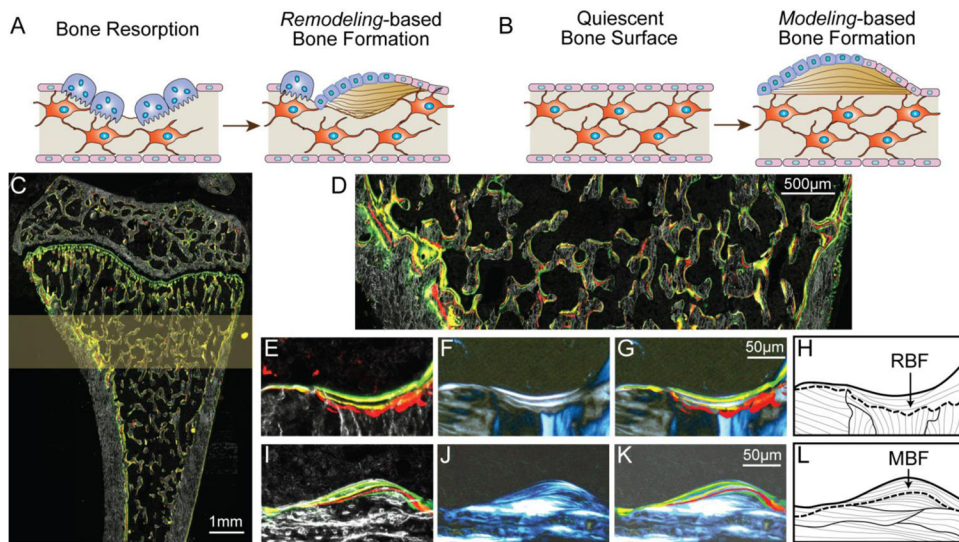 A
Bone Resorption
Remodeling-based
Bone Formation
B
Quiescent
Bone Surface
Modeling-based
Bone Formation
C
1mm
D
500µm
E
F
G
50µm
H
RBF
I
J
K
50µm
L
MBF